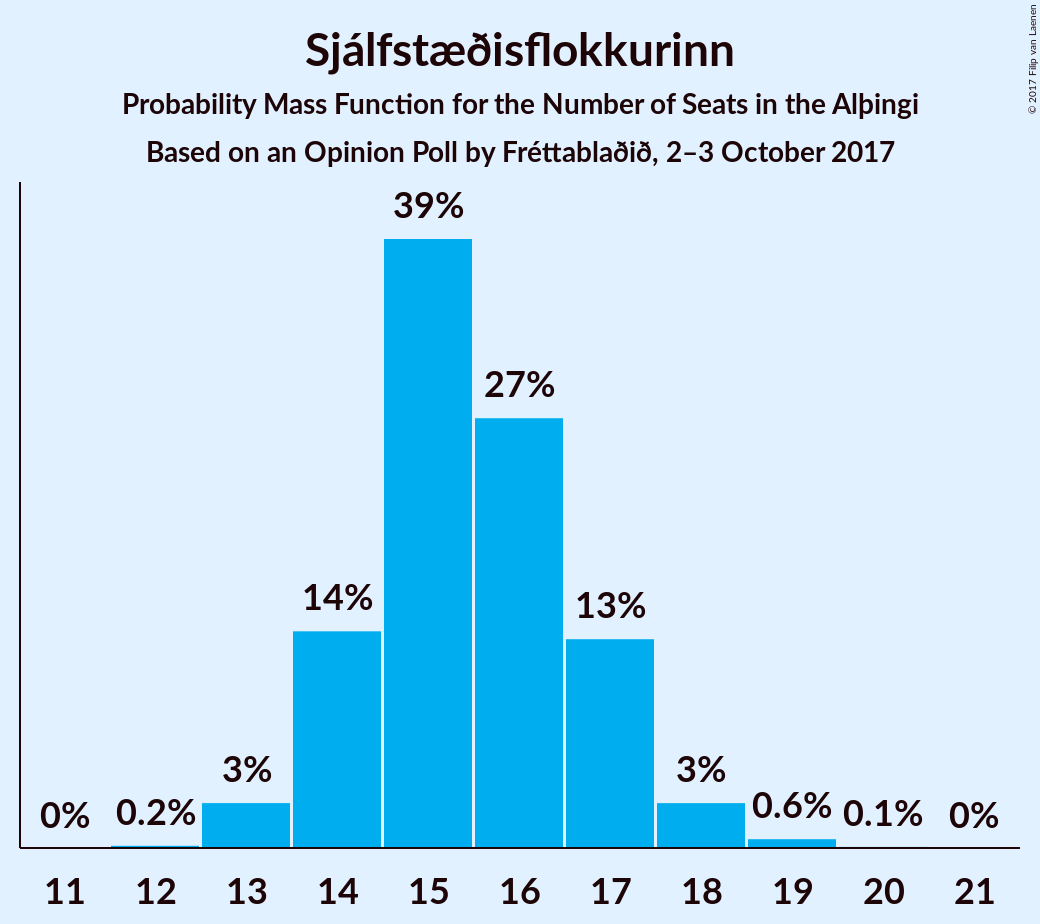 Sjálfstæðisflokkurinn
Probability Mass Function for the Number of Seats in the Alþingi
Based on an Opinion Poll by Fréttablaðið, 2–3 October 2017
© 2017 Filip van Laenen
39%
27%
14%
13%
3%
3%
0%
0.2%
0.6%
0.1%
0%
11 12 13 14 15 16 17 18 19 20 21